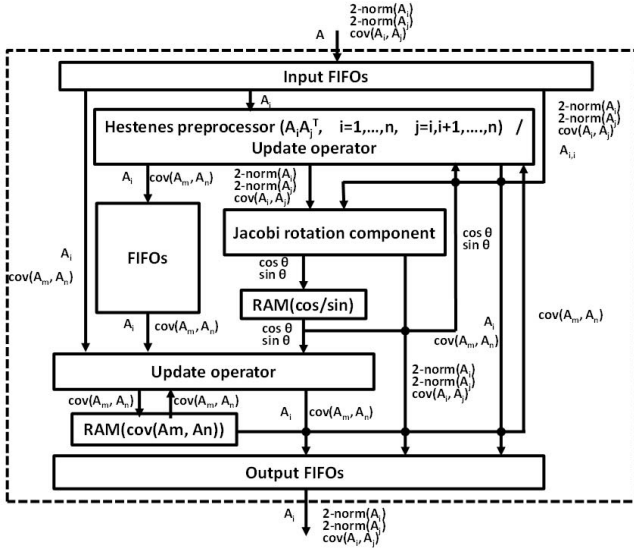 A
2-norm(Ai)
2-norm(Aj)
cov(Ai, Aj)
Input FIFOs
Ai
Hestenes preprocessor (AiAjT, i=1,...,n, j=i,i+1,....,n) /
Update operator
2-norm(Ai)
2-norm(Aj)
cov(Ai, Aj)
Ai,i
Ai cov(Am, An)
2-norm(Ai)
2-norm(Aj)
cov(Ai, Aj)
FIFOs
Jacobi rotation component
cos θ
sin θ
Ai
cov(Am, An)
cos θ
sin θ
RAM(cos/sin)
Ai cov(Am, An)
cos θ
sin θ
Ai
cov(Am, An)
cov(Am, An)
Update operator
2-norm(Ai)
2-norm(Aj)
cov(Ai, Aj)
cov(Am, An) cov(Am, An)
Ai cov(Am, An)
RAM(cov(Am, An))
Output FIFOs
Ai
2-norm(Ai)
2-norm(Aj)
cov(Ai, Aj)